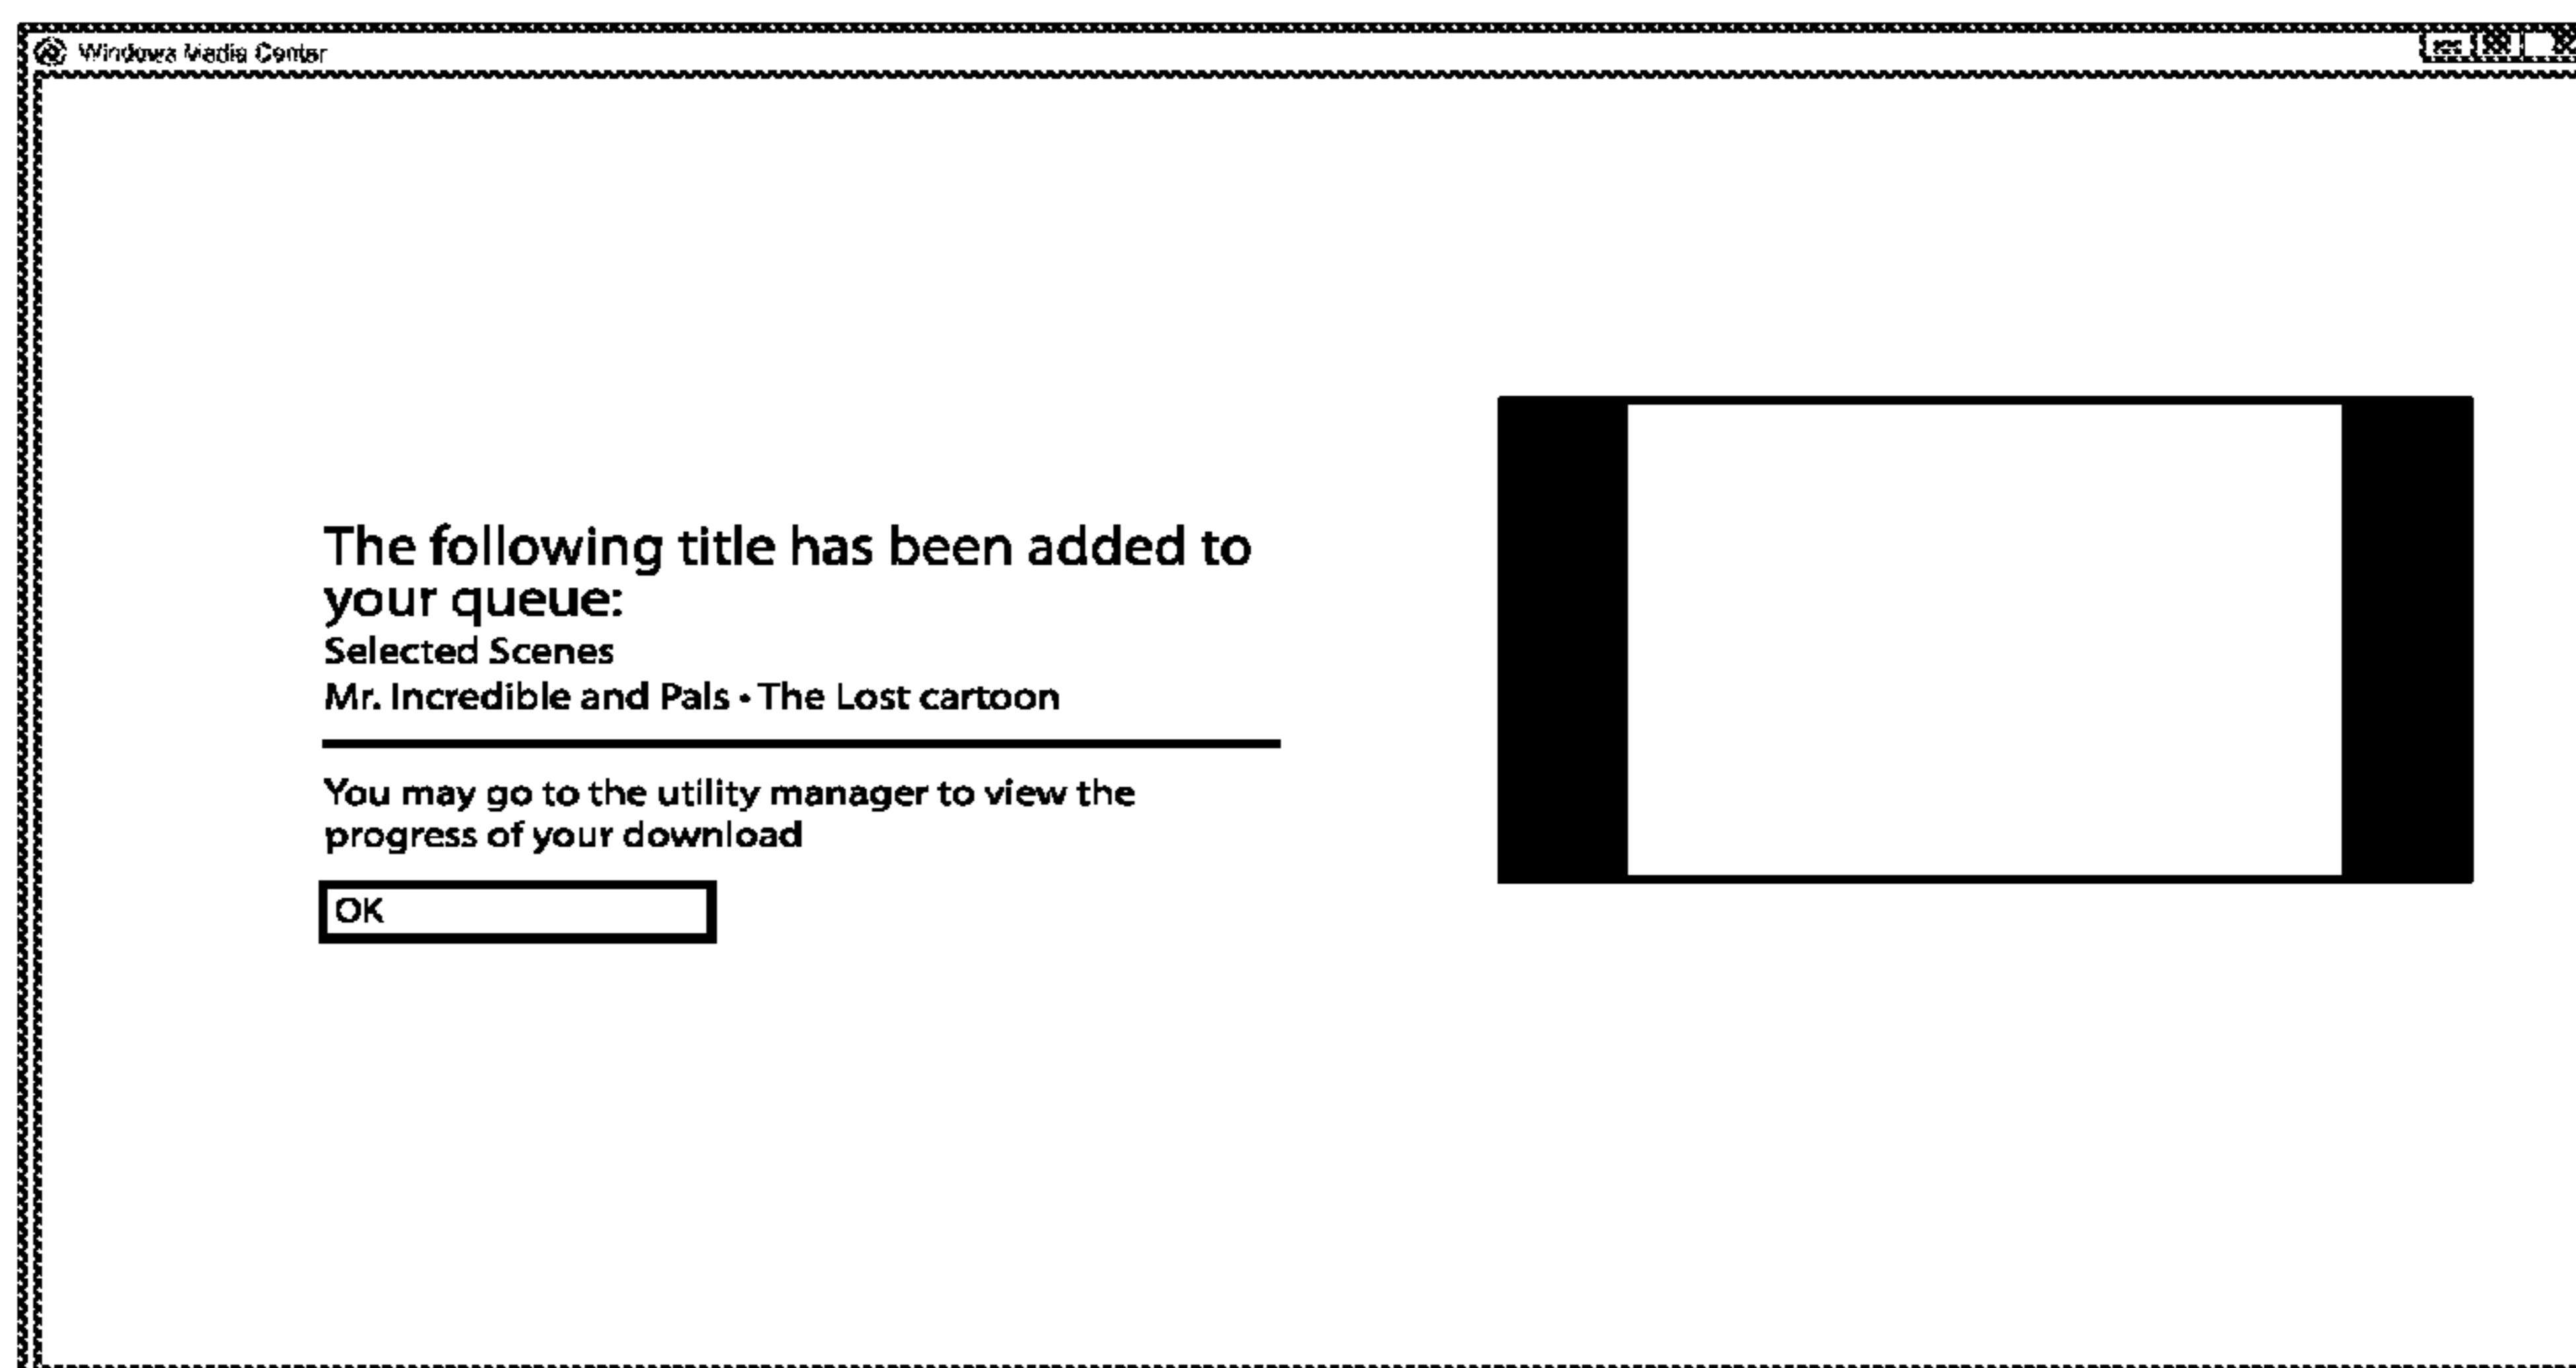 Windows Media Center
The following title has been added to
your queue:
Selected Scenes
Mr. Incredible and Pals • The Lost cartoon
You may go to the utility manager to view the
progress of your download
OK